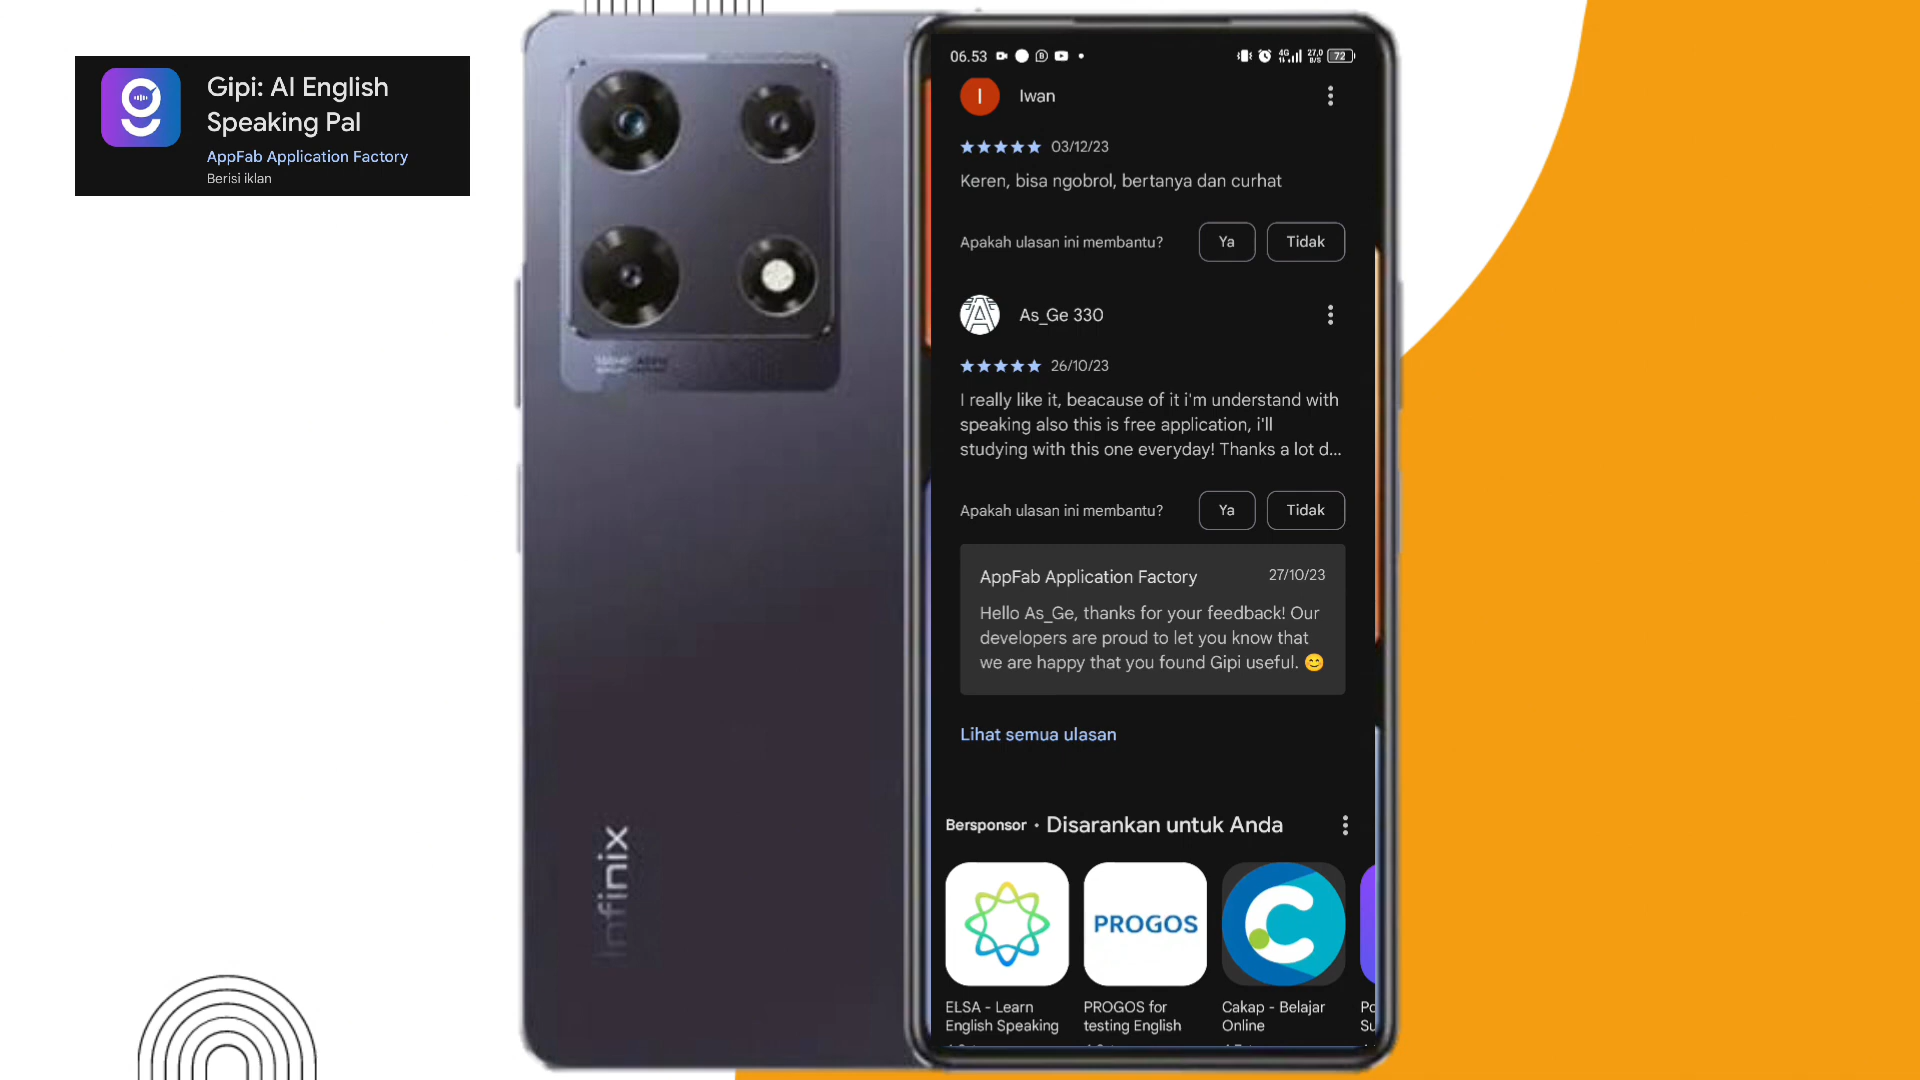 Gipi: AI English
Speaking Pal
AppFab Application Factory
Berisi iklan
infinix
06.53
4G
27,0
B/S
72
I
Iwan
03/12/23
Keren, bisa ngobrol, bertanya dan curhat
Apakah ulasan ini membantu?
Ya
Tidak
As_Ge 330
26/10/23
I really like it, beacause of it i'm understand with
speaking also this is free application, i'll
studying with this one everyday! Thanks a lot d...
Apakah ulasan ini membantu?
Ya
Tidak
AppFab Application Factory
27/10/23
Hello As_Ge, thanks for your feedback! Our
developers are proud to let you know that
we are happy that you found Gipi useful. 😊
Lihat semua ulasan
Bersponsor • Disarankan untuk Anda
PROGOS
ELSA - Learn
English Speaking
PROGOS for
testing English
Cakap - Belajar
Online